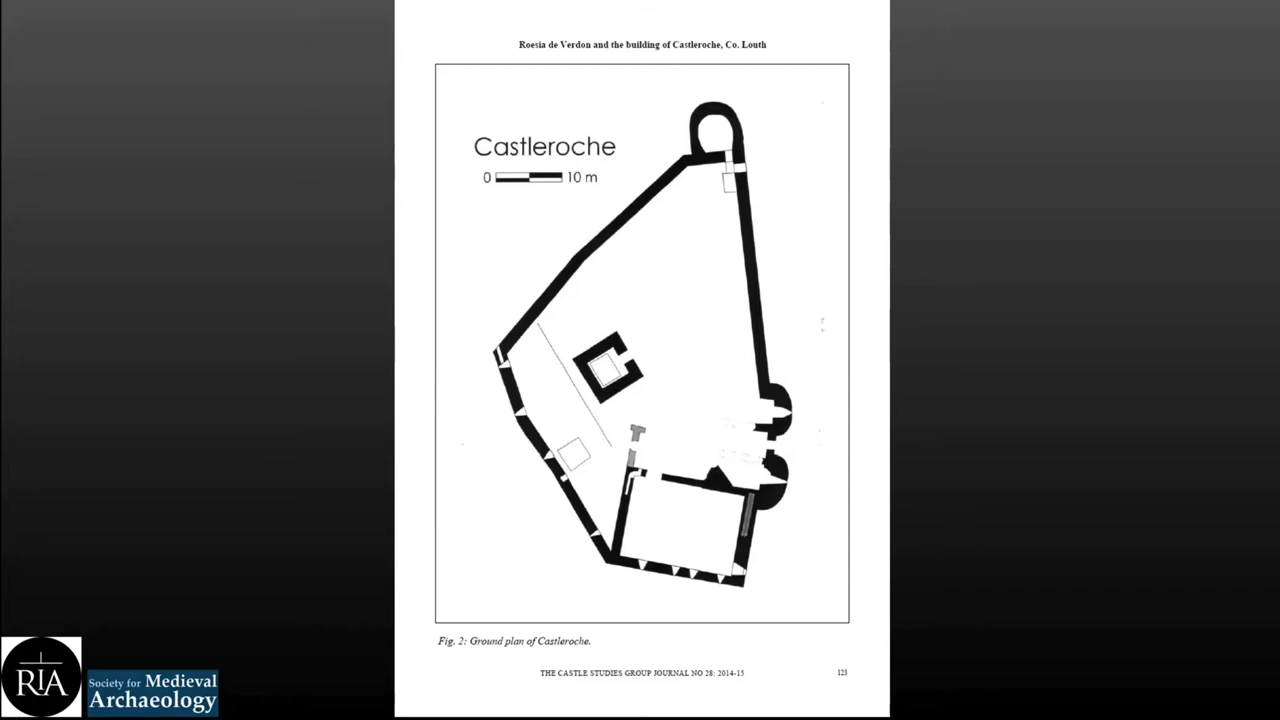 Roesia de Verdon and the building of Castleroche, Co. Louth
Castleroche
0 10 m
Fig. 2: Ground plan of Castleroche.
THE CASTLE STUDIES GROUP JOURNAL NO 28: 2014-15 123
RIA
Society for Medieval
Archaeology